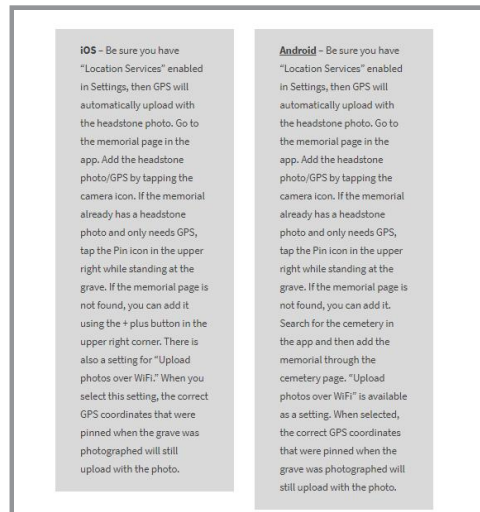 iOS – Be sure you have
“Location Services” enabled
in Settings, then GPS will
automatically upload with
the headstone photo. Go to
the memorial page in the
app. Add the headstone
photo/GPS by tapping the
camera icon. If the memorial
already has a headstone
photo and only needs GPS,
tap the Pin icon in the upper
right while standing at the
grave. If the memorial page is
not found, you can add it
using the + plus button in the
upper right corner. There is
also a setting for “Upload
photos over WiFi.” When you
select this setting, the correct
GPS coordinates that were
pinned when the grave was
photographed will still
upload with the photo.
Android – Be sure you have
“Location Services” enabled
in Settings, then GPS will
automatically upload with
the headstone photo. Go to
the memorial page in the
app. Add the headstone
photo/GPS by tapping the
camera icon. If the memorial
already has a headstone
photo and only needs GPS,
tap the Pin icon in the upper
right while standing at the
grave. If the memorial page is
not found, you can add it.
Search for the cemetery in
the app and then add the
memorial through the
cemetery page. “Upload
photos over WiFi” is available
as a setting. When selected,
the correct GPS coordinates
that were pinned when the
grave was photographed will
still upload with the photo.